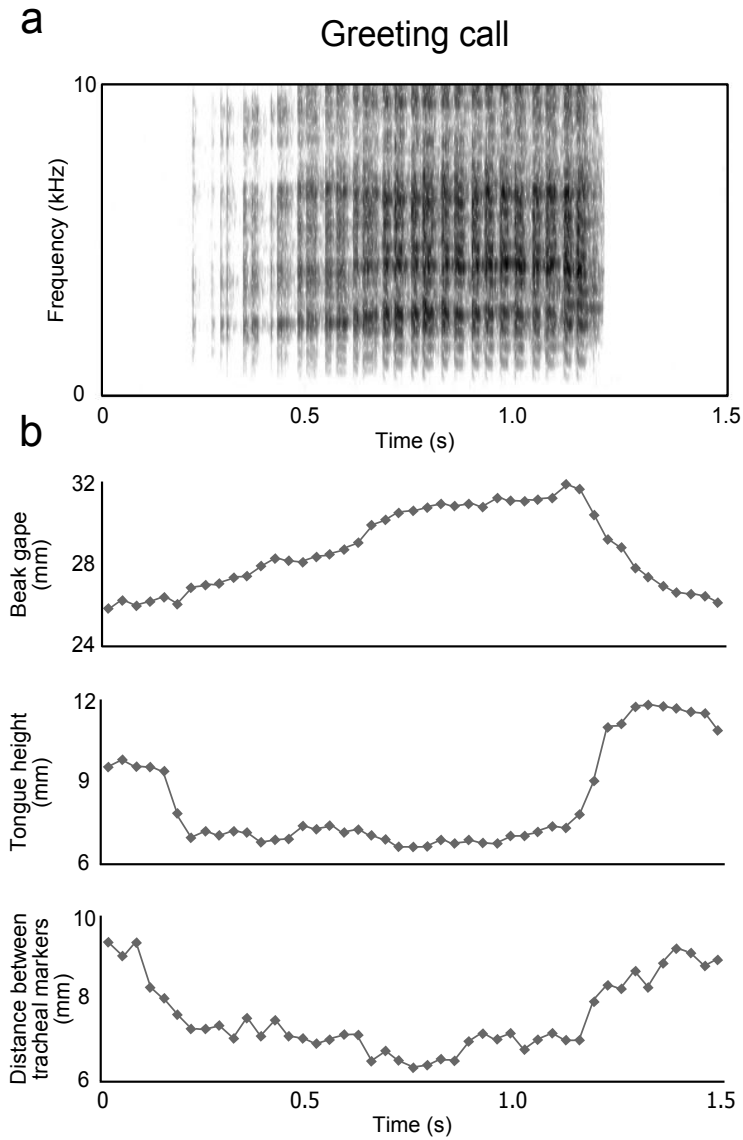 a
Greeting call
10
Frequency (kHz)
0
0 0.5 1.0 1.5
Time (s)
b
32
Beak gape
(mm)
28
24
12
Tongue height
(mm)
9
6
10
Distance between
tracheal markers
(mm)
8
6
0 0.5 1.0 1.5
Time (s)